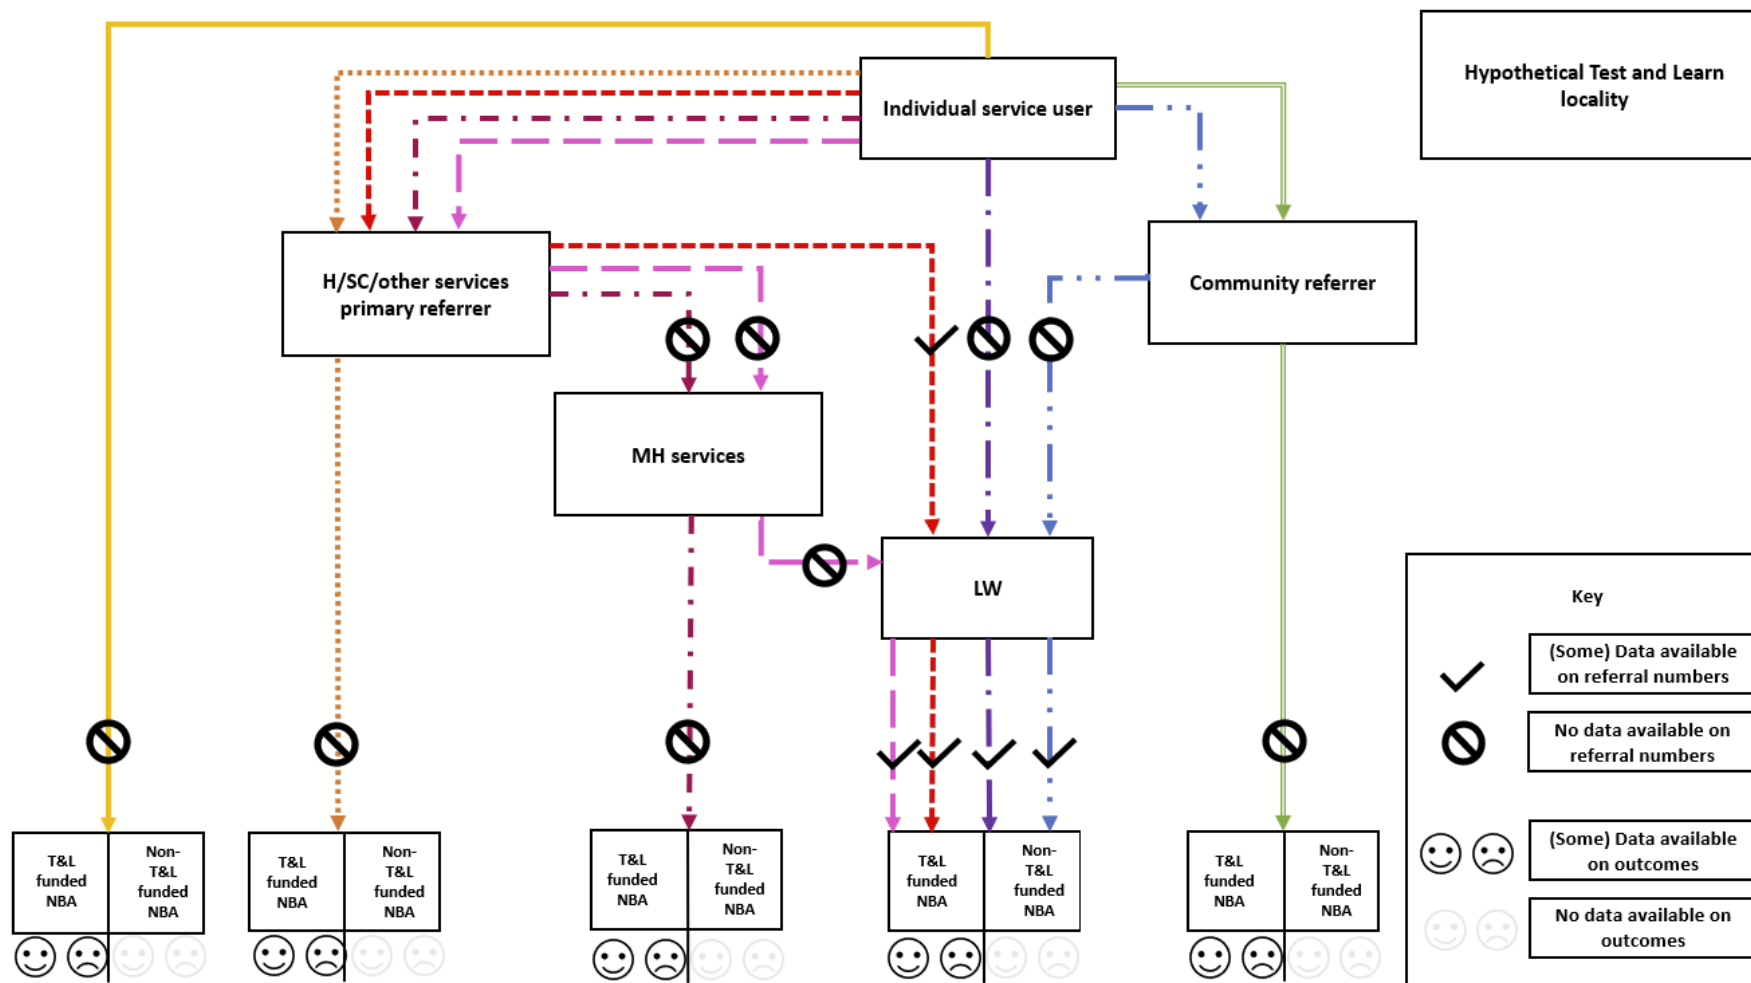 Hypothetical Test and Learn
locality
Individual service user
H/SC/other services
primary referrer
Community referrer
MH services
LW
Key
(Some) Data available
on referral numbers
No data available on
referral numbers
(Some) Data available
on outcomes
No data available on
outcomes
T&L
funded
NBA
Non-
T&L
funded
NBA
T&L
funded
NBA
Non-
T&L
funded
NBA
T&L
funded
NBA
Non-
T&L
funded
NBA
T&L
funded
NBA
Non-
T&L
funded
NBA
T&L
funded
NBA
Non-
T&L
funded
NBA